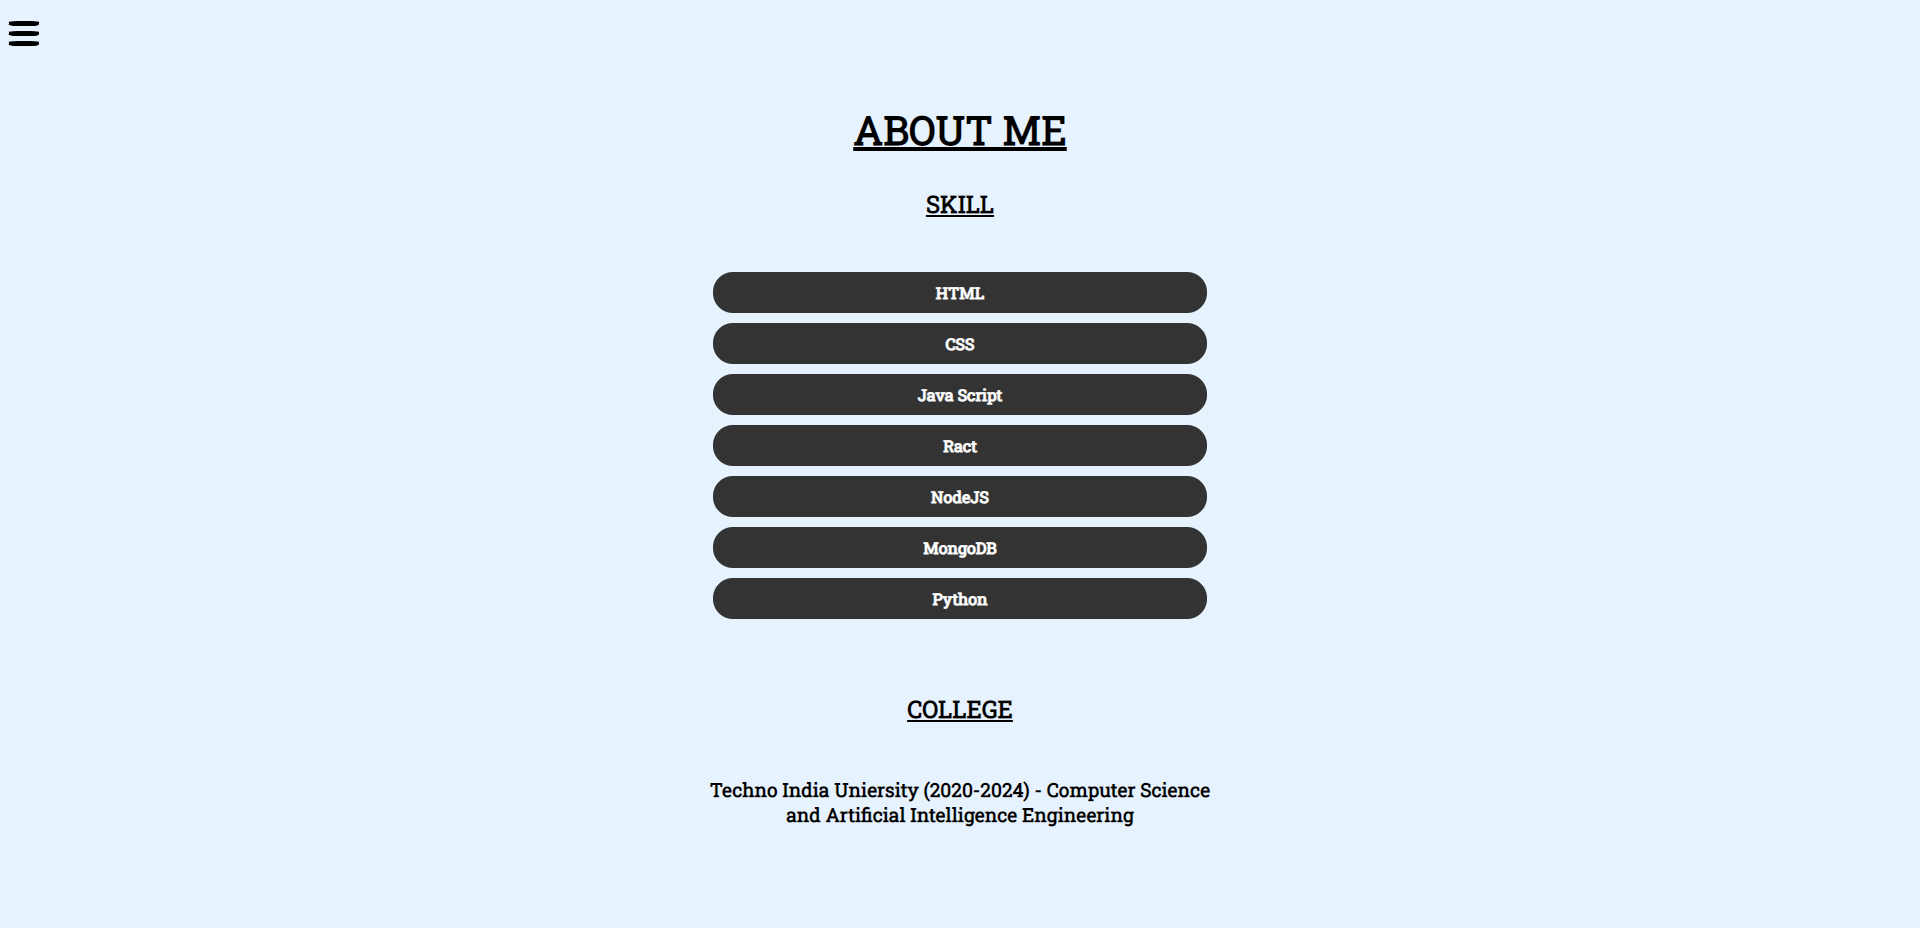 ABOUT ME
SKILL
HTML
CSS
Java Script
Ract
NodeJS
MongoDB
Python
COLLEGE
Techno India Uniersity (2020-2024) - Computer Science
and Artificial Intelligence Engineering